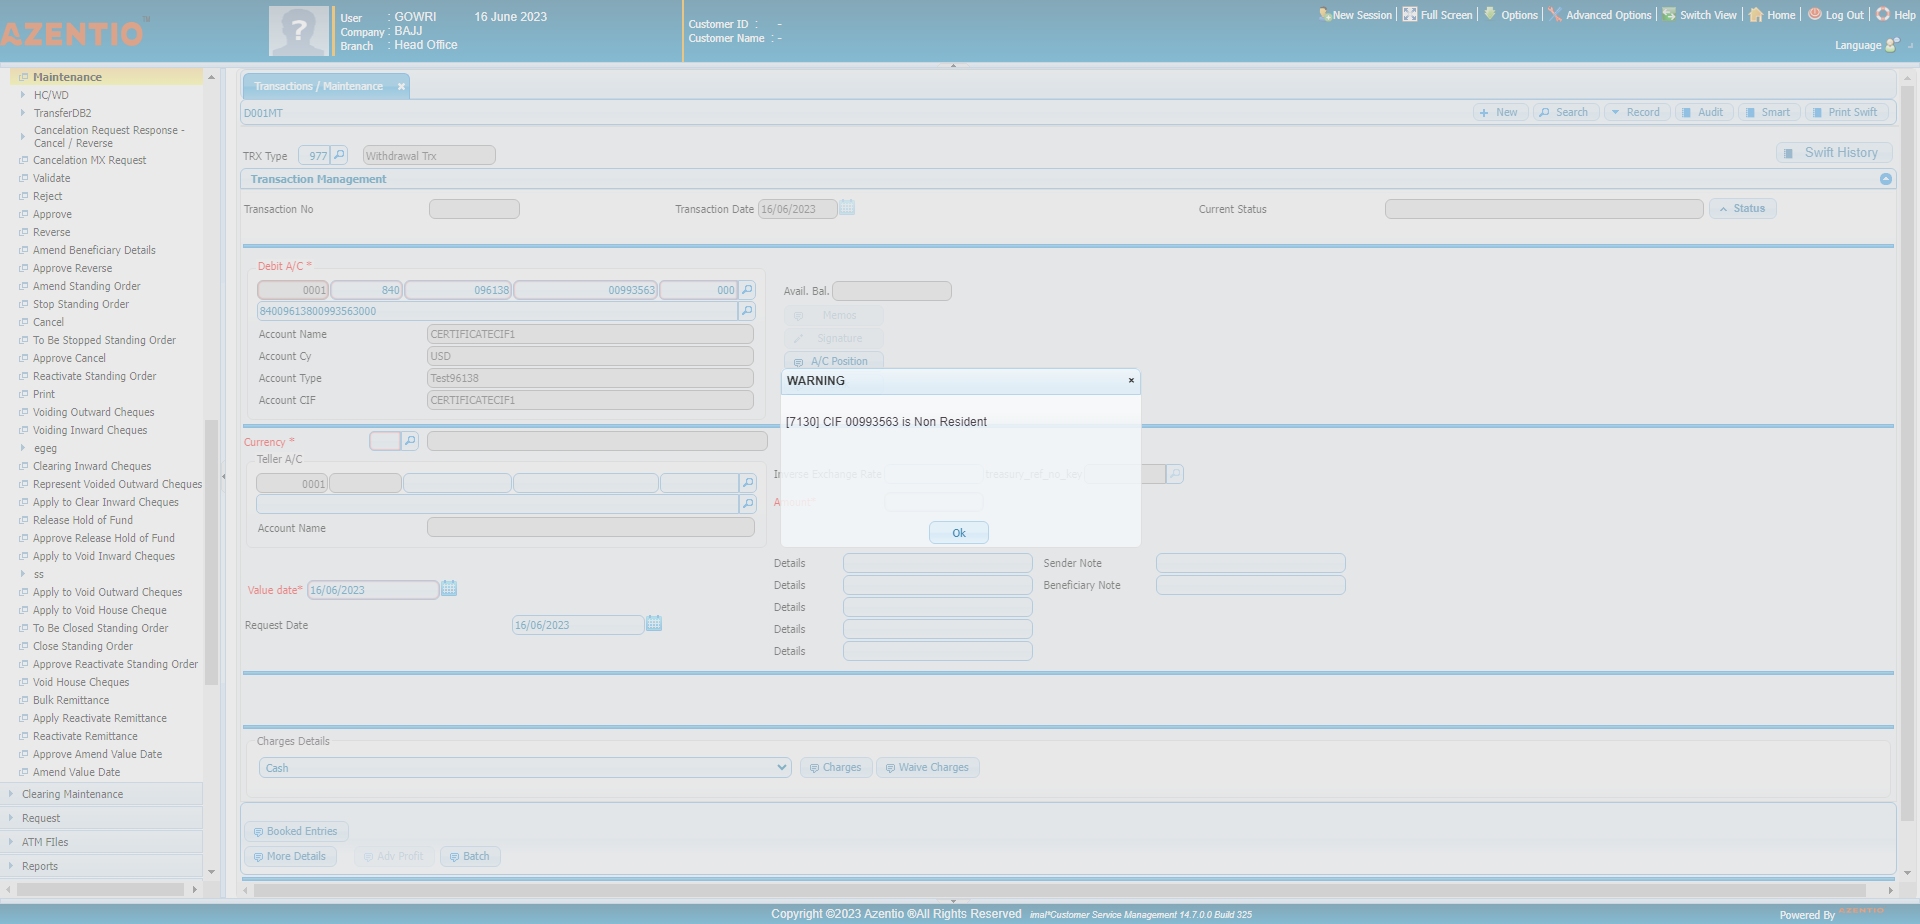 AZENTIO™
User : GOWRI 16 June 2023
Company : BAJJ
Branch : Head Office
Customer ID : -
Customer Name : -
New Session
Full Screen
Options
Advanced Options
Switch View
Home
Log Out
Help
Language
Maintenance
HC/WD
TransferDB2
Cancelation Request Response -
Cancel / Reverse
Cancelation MX Request
Validate
Reject
Approve
Reverse
Amend Beneficiary Details
Approve Reverse
Amend Standing Order
Stop Standing Order
Cancel
To Be Stopped Standing Order
Approve Cancel
Reactivate Standing Order
Print
Voiding Outward Cheques
Voiding Inward Cheques
egeg
Clearing Inward Cheques
Represent Voided Outward Cheques
Apply to Clear Inward Cheques
Release Hold of Fund
Approve Release Hold of Fund
Apply to Void Inward Cheques
ss
Apply to Void Outward Cheques
Apply to Void House Cheque
To Be Closed Standing Order
Close Standing Order
Approve Reactivate Standing Order
Void House Cheques
Bulk Remittance
Apply Reactivate Remittance
Reactivate Remittance
Approve Amend Value Date
Amend Value Date
Clearing Maintenance
Request
ATM FIles
Reports
Transactions / Maintenance
D001MT
New
Search
Record
Audit
Smart
Print Swift
TRX Type 977 Withdrawal Trx
Swift History
Transaction Management
Transaction No Transaction Date 16/06/2023 Current Status Status
Debit A/C *
0001 840 096138 00993563 000
84009613800993563000
Account Name CERTIFICATECIF1
Account Cy USD
Account Type Test96138
Account CIF CERTIFICATECIF1
Avail. Bal.
Memos
Signature
A/C Position
WARNING
[7130] CIF 00993563 is Non Resident
Ok
Currency *
Teller A/C
0001
Account Name
Inverse Exchange Rate treasury_ref_no_key
Amount*
Value date* 16/06/2023
Request Date 16/06/2023
Details Sender Note
Details Beneficiary Note
Details
Details
Details
Charges Details
Cash Charges Waive Charges
Booked Entries
More Details Adv Profit Batch
Copyright ©2023 Azentio ®All Rights Reserved imal*Customer Service Management 14.7.0.0 Build 325
Powered By AZENTIO